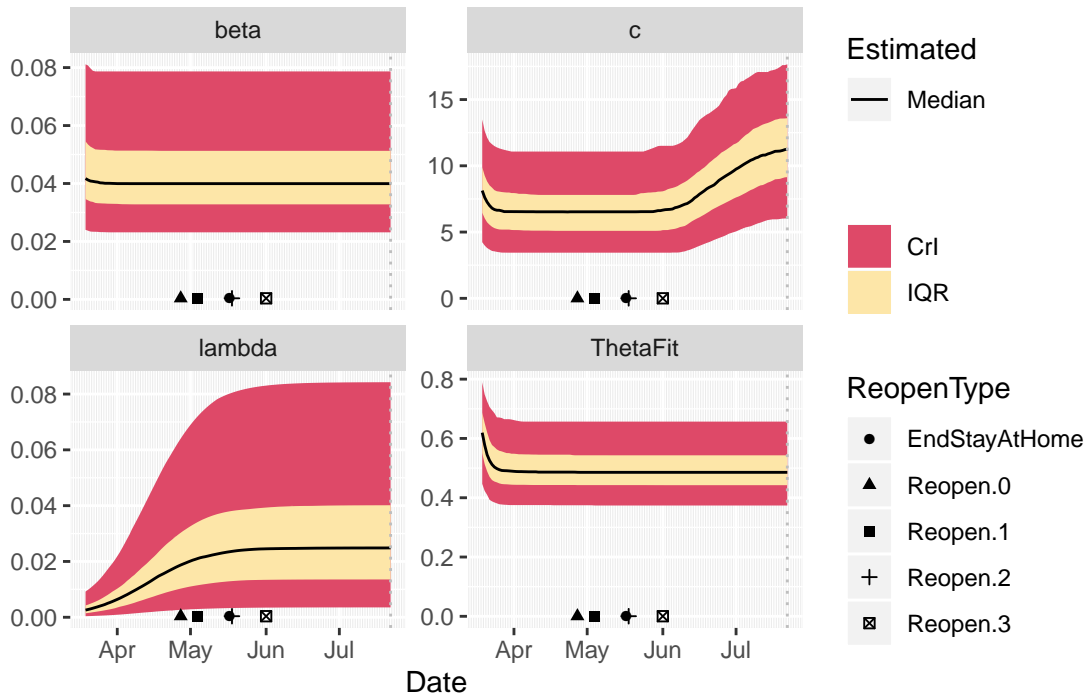 beta
c
0.08
0.06
0.04
0.02
0.00
15
10
5
0
lambda
ThetaFit
0.08
0.06
0.04
0.02
0.00
0.8
0.6
0.4
0.2
0.0
Apr May Jun Jul
Apr May Jun Jul
Date
Estimated
Median
CrI
IQR
ReopenType
EndStayAtHome
Reopen.0
Reopen.1
Reopen.2
Reopen.3